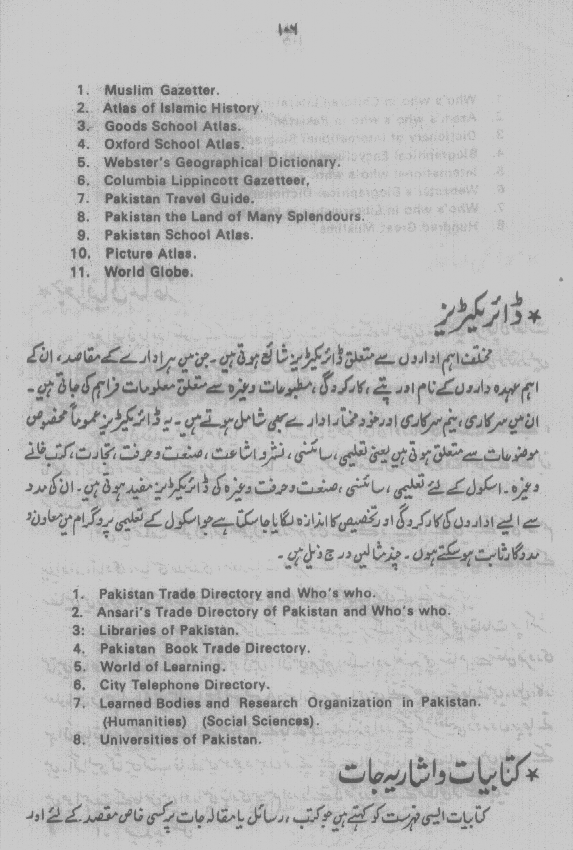 ۱۰۶
1. Muslim Gazetter.
2. Atlas of Islamic History.
3. Goods School Atlas.
4. Oxford School Atlas.
5. Webster's Geographical Dictionary.
6. Columbia Lippincott Gazetteer,
7. Pakistan Travel Guide.
8. Pakistan the Land of Many Splendours.
9. Pakistan School Atlas.
10. Picture Atlas.
11. World Globe.
* ڈائریکٹریز
مختلف اہم اداروں سے متعلق ڈائریکٹریز شائع ہوتی ہیں۔ جن میں ہر ادارے کے مقاصد، ان کے
اہم عہدہ داروں کے نام اور پتے، کارکردگی، مطبوعات وغیرہ سے متعلق معلومات فراہم کی جاتی ہیں۔
ان میں سرکاری، نیم سرکاری اور خود مختار ادارے بھی شامل ہوتے ہیں۔ یہ ڈائریکٹریز عموماً مخصوص
موضوعات سے متعلق ہوتی ہیں یعنی تعلیمی، سائنسی، نشر و اشاعت، صنعت و حرفت، تجارت، کتب خانے
وغیرہ۔ اسکول کے لئے تعلیمی، سائنسی، صنعت و حرفت وغیرہ کی ڈائریکٹریز مفید ہوتی ہیں۔ ان کی مدد
سے ایسے اداروں کی کارکردگی اور تخصیص کا اندازہ لگایا جا سکتا ہے جو اسکول کے تعلیمی پروگرام میں معاون و
مددگار ثابت ہو سکتے ہوں۔ چند مثالیں درج ذیل ہیں۔
1. Pakistan Trade Directory and Who's who.
2. Ansari's Trade Directory of Pakistan and Who's who.
3: Libraries of Pakistan.
4. Pakistan Book Trade Directory.
5. World of Learning.
6. City Telephone Directory.
7. Learned Bodies and Research Organization in Pakistan.
(Humanities) (Social Sciences).
8. Universities of Pakistan.
* کتابیات و اشاریہ جات
کتابیات ایسی فہرست کو کہتے ہیں جو کتب، رسائل یا مقالہ جات پر کسی خاص مقصد کے لئے اور